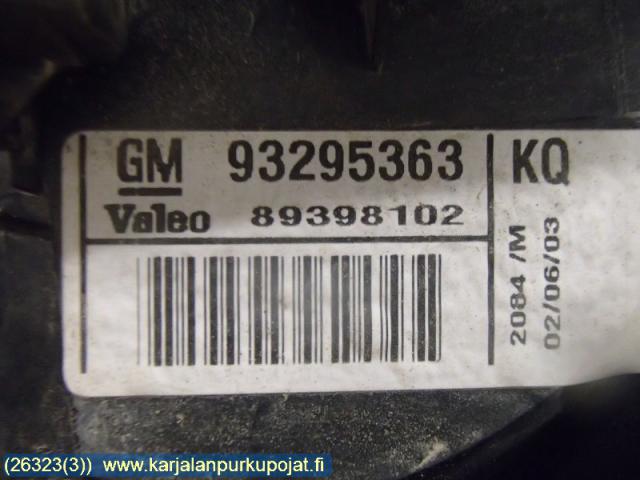 GM 93295363 KQ
Valeo 89398102
2084 /M
02/06/03
(26323(3)) www.karjalanpurkupojat.fi